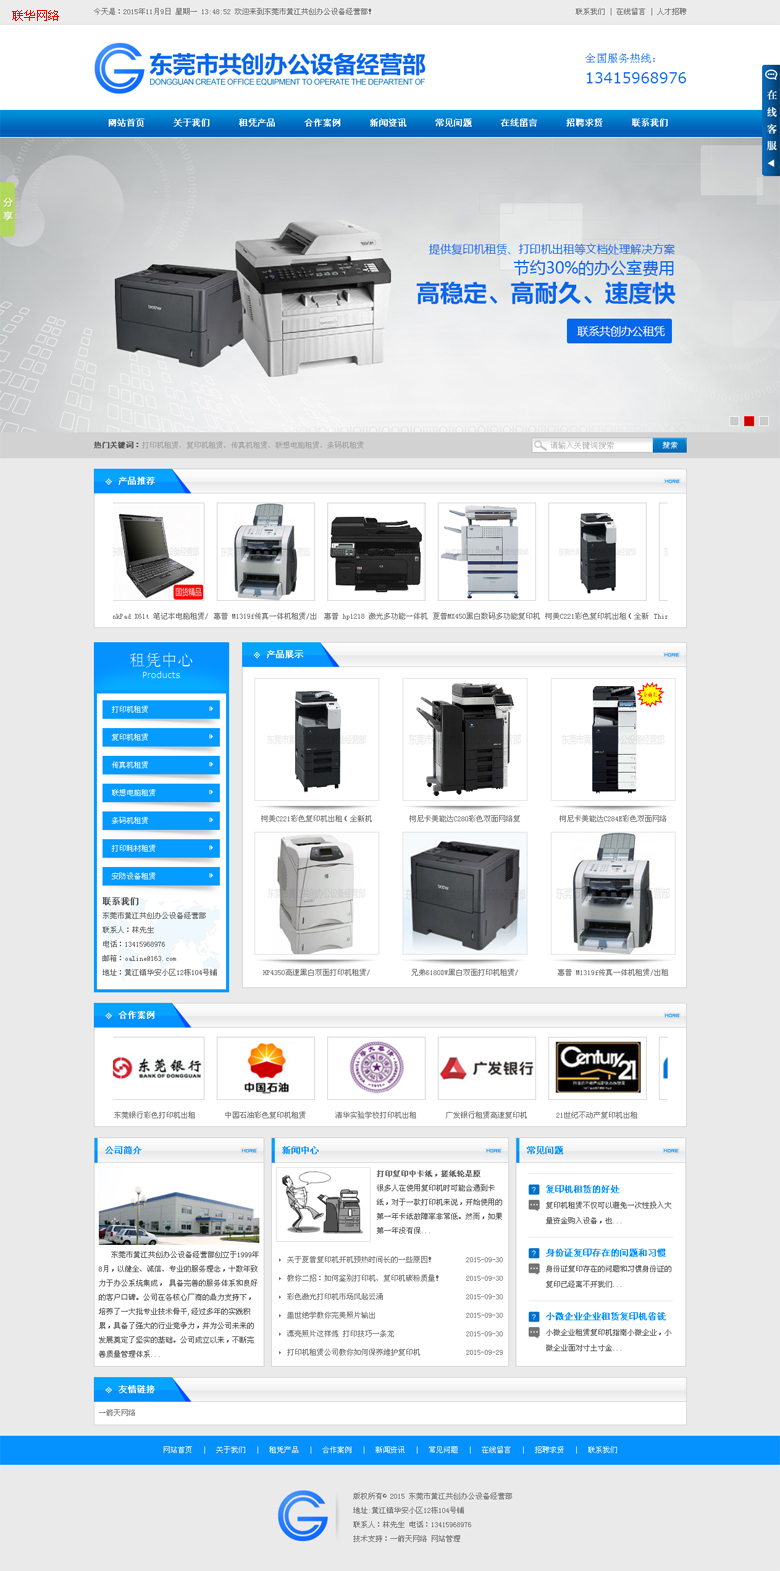 联华网络
今天是：2015年11月9日 星期一 13:48:52 欢迎来到东莞市黄江共创办公设备经营部！
联系我们 | 在线留言 | 人才招聘
东莞市共创办公设备经营部
DONGGUAN CREATE OFFICE EQUIPMENT TO OPERATE THE DEPARTENT OF
全国服务热线：
13415968976
网站首页 关于我们 租凭产品 合作案例 新闻资讯 常见问题 在线留言 招聘求贤 联系我们
在线客服
分享
提供复印机租赁、打印机出租等文档处理解决方案
节约30%的办公室费用
高稳定、高耐久、速度快
联系共创办公租凭
热门关键词：打印机租赁、复印机租赁、传真机租赁、联想电脑租赁、条码机租赁
请输入关键词搜索 搜索
产品推荐 HOME
国货精品
nkPad X61t 笔记本电脑租赁/ 惠普 M1319f传真一体机租赁/出 惠普 hp1218 激光多功能一体机 夏普MX450黑白数码多功能复印机 柯美C221彩色复印机出租（全新 Thin
租凭中心
Products
打印机租赁
复印机租赁
传真机租赁
联想电脑租赁
条码机租赁
打印耗材租赁
安防设备租赁
联系我们
东莞市黄江共创办公设备经营部
联系人：林先生
电话：13415968976
邮箱：oaline@163.com
地址：黄江镇华安小区12栋104号铺
产品展示 HOME
柯美C221彩色复印机出租（全新机 柯尼卡美能达C280彩色双面网络复 柯尼卡美能达C284E彩色双面网络
HP4350高速黑白双面打印机租赁/ 兄弟6180DW黑白双面打印机租赁/ 惠普 M1319f传真一体机租赁/出租
合作案例 HOME
东莞银行
BANK OF DONGGUAN
中国石油
广发银行
Century 21
东莞银行彩色打印机出租 中国石油彩色复印机租赁 清华实验学校打印机出租 广发银行租赁高速复印机 21世纪不动产复印机出租
公司简介 HOME
东莞市黄江共创办公设备经营部创立于1999年
8月，以健全、诚信、专业的服务理念，十数年致
力于办公系统集成， 具备完善的服务体系和良好
的客户口碑。公司在各核心厂商的鼎力支持下，
培养了一大批专业技术骨干,经过多年的实践积
累，具备了强大的行业竞争力，并为公司未来的
发展奠定了坚实的基础。公司成立以来，不断完
善质量管理体系...
新闻中心 HOME
打印复印中卡纸，搓纸轮是原
很多人在使用复印机时可能会遇到卡
纸，对于一款打印机来说，开始使用的
第一年卡纸故障率非常低。然而，如果
第一年没有保...
关于夏普复印机开机预热时间长的一些原因！ 2015-09-30
教你二招：如何鉴别打印机、复印机碳粉质量！ 2015-09-30
彩色激光打印机市场风起云涌 2015-09-30
盖世绝学教你完美照片输出 2015-09-30
漂亮照片这样炼 打印技巧一条龙 2015-09-30
打印机租赁公司教你如何保养维护复印机 2015-09-29
常见问题 HOME
复印机租赁的好处
复印机租赁不仅可以避免一次性投入大
量资金购入设备，也...
身份证复印存在的问题和习惯
身份证复印存在的问题和习惯身份证的
复印已经离不开我们...
小微企业企业租赁复印机省钱
小微企业租赁复印机指南小微企业，小
微企业面对寸土寸金...
友情链接
一箭天网络
网站首页 | 关于我们 | 租凭产品 | 合作案例 | 新闻资讯 | 常见问题 | 在线留言 | 招聘求贤 | 联系我们
版权所有© 2015 东莞市黄江共创办公设备经营部
地址:黄江镇华安小区12栋104号铺
联系人：林先生 电话：13415968976
技术支持：一箭天网络 网站管理